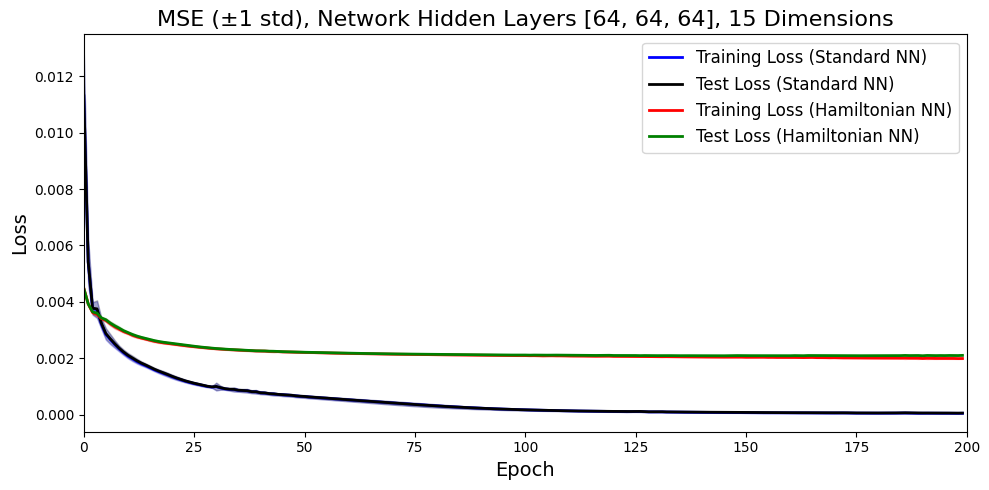 MSE (±1 std), Network Hidden Layers [64, 64, 64], 15 Dimensions
Training Loss (Standard NN)
Test Loss (Standard NN)
Training Loss (Hamiltonian NN)
Test Loss (Hamiltonian NN)
Loss
0.012
0.010
0.008
0.006
0.004
0.002
0.000
0 25 50 75 100 125 150 175 200
Epoch